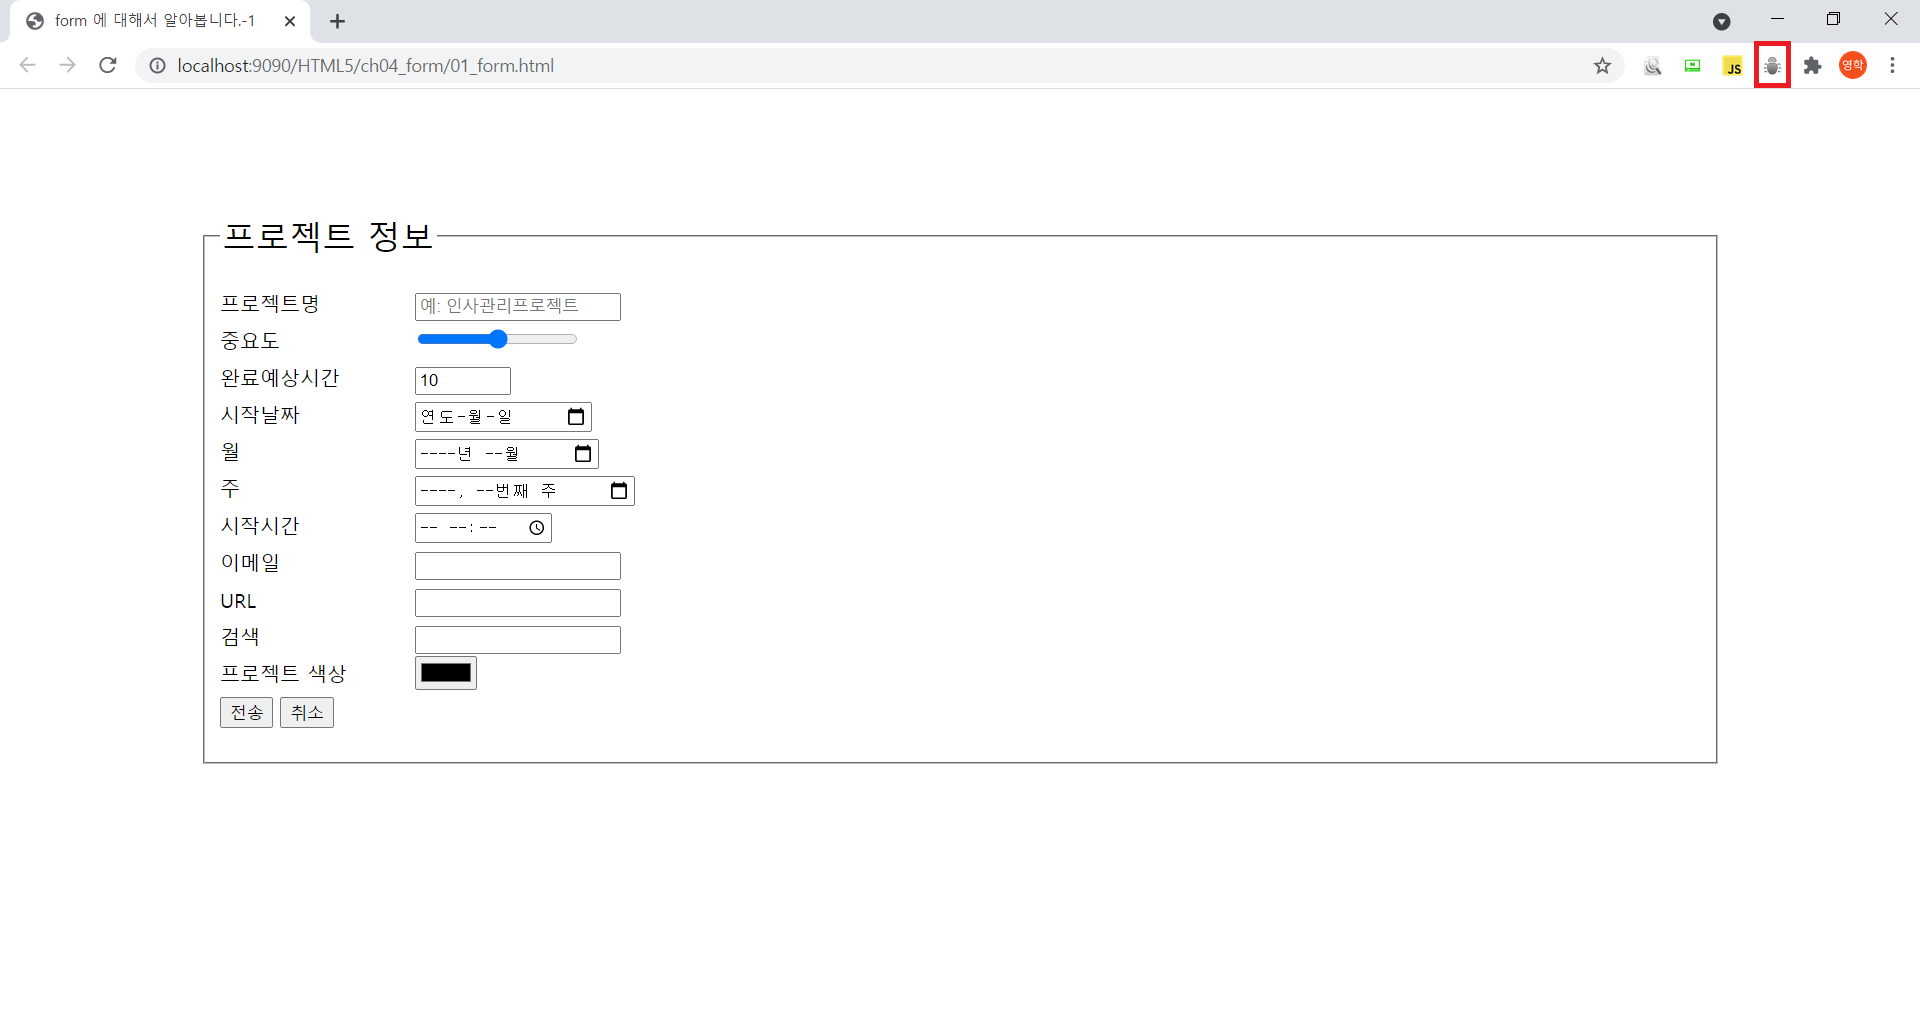 form 에 대해서 알아봅니다.-1
localhost:9090/HTML5/ch04_form/01_form.html
JS
영학
프로젝트 정보
프로젝트명 예: 인사관리프로젝트
중요도
완료예상시간 10
시작날짜 연도-월-일
월 ----년 --월
주 ----, --번째 주
시작시간 -- --:--
이메일
URL
검색
프로젝트 색상
전송 취소